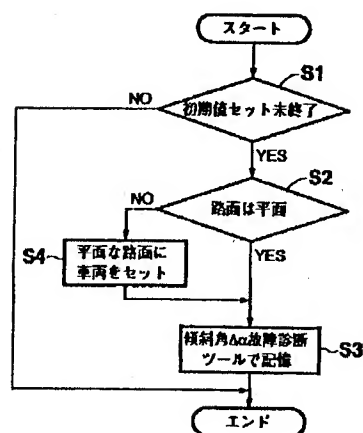 スタート
S1
NO
初期値セット未終了
YES
S2
NO
路面は平面
S4
平面な路面に
車両をセット
YES
傾斜角Δα故障診断
ツールで記憶
S3
エンド